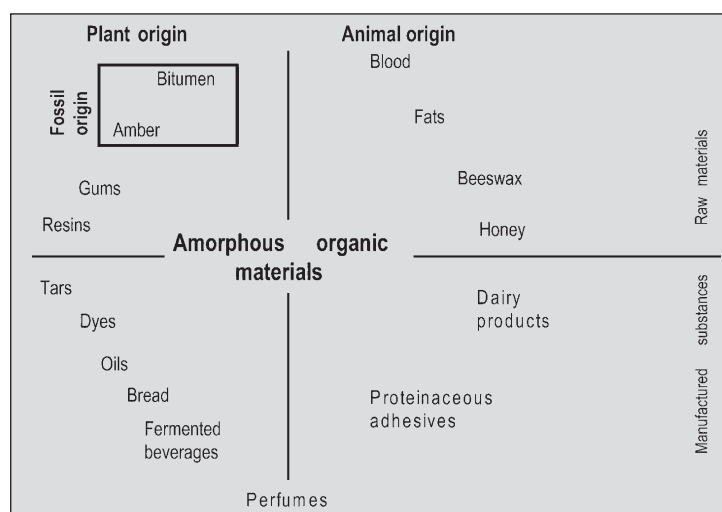 Plant origin
Animal origin
Blood
Bitumen
Fossil
origin
Fats
Amber
Raw materials
Gums
Beeswax
Resins
Honey
Amorphous organic
materials
Tars
Dairy
products
Dyes
Manufactured substances
Oils
Bread
Proteinaceous
adhesives
Fermented
beverages
Perfumes